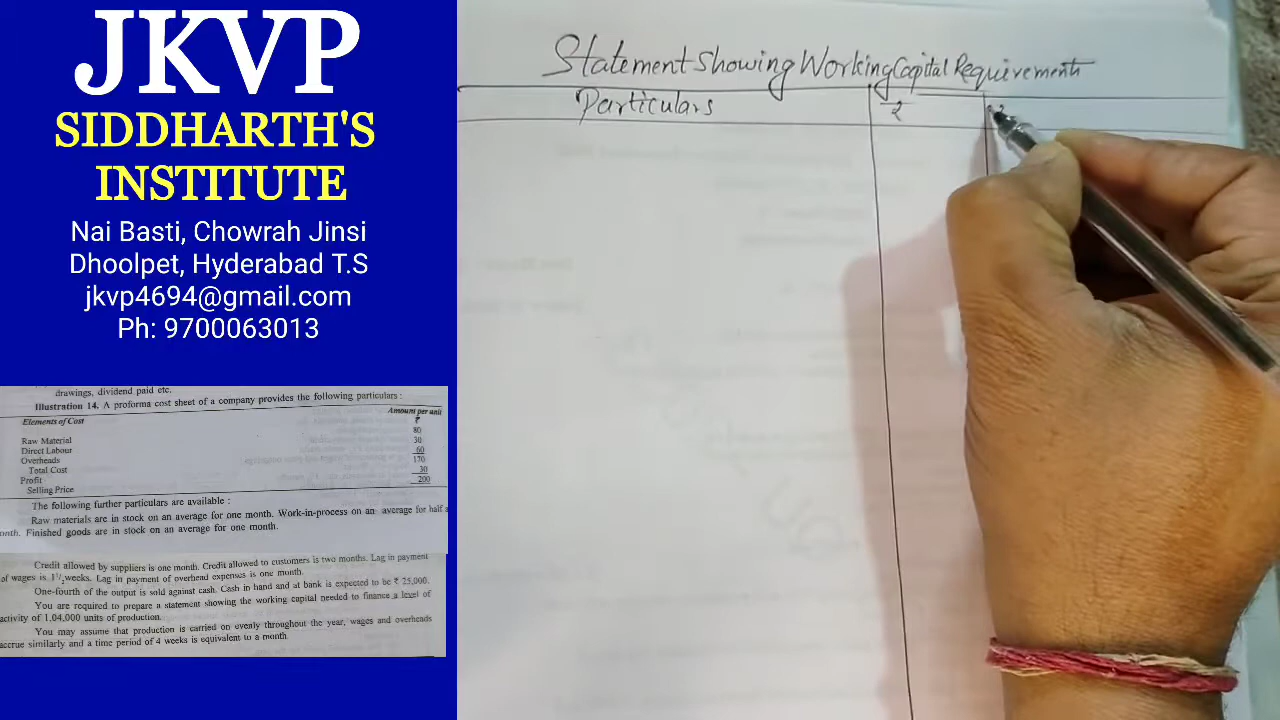 JKVP
SIDDHARTH'S
INSTITUTE
Nai Basti, Chowrah Jinsi
Dhoolpet, Hyderabad T.S
jkvp4694@gmail.com
Ph: 9700063013
drawings, dividend paid etc.
Illustration 14. A proforma cost sheet of a company provides the following particulars :
Elements of Cost Amount per unit
₹
Raw Material 80
Direct Labour 30
Overheads 60
Total Cost 170
Profit 30
Selling Price 200
The following further particulars are available :
Raw materials are in stock on an average for one month. Work-in-process on an average for half a
onth. Finished goods are in stock on an average for one month.
Credit allowed by suppliers is one month. Credit allowed to customers is two months. Lag in payment
of wages is 1½ weeks. Lag in payment of overhead expenses is one month.
One-fourth of the output is sold against cash. Cash in hand and at bank is expected to be ₹ 25,000.
You are required to prepare a statement showing the working capital needed to finance a level of
activity of 1,04,000 units of production.
You may assume that production is carried on evenly throughout the year, wages and overheads
accrue similarly and a time period of 4 weeks is equivalent to a month.
Statement Showing Working Capital Requirements
Particulars ₹